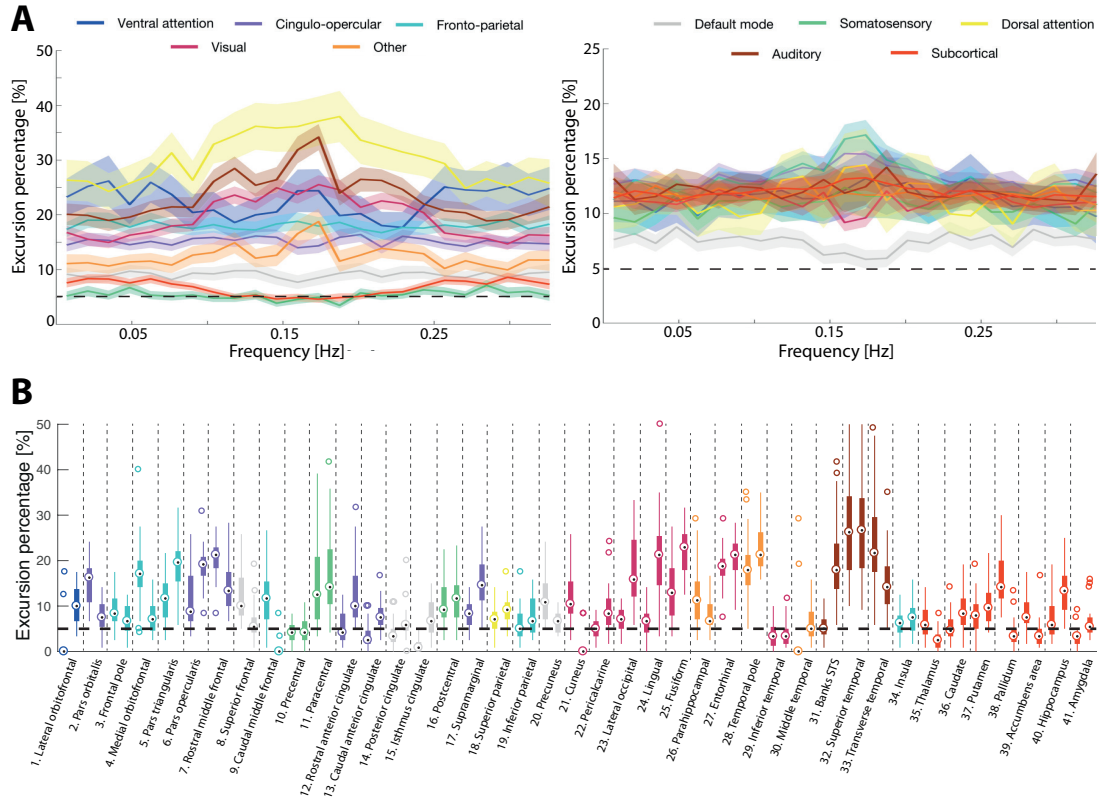 A
Ventral attention
Cingulo-opercular
Fronto-parietal
Visual
Other
Excursion percentage [%]
50
40
30
20
10
5
0
0.05
0.15
0.25
Frequency [Hz]
Default mode
Somatosensory
Dorsal attention
Auditory
Subcortical
Excursion percentage [%]
25
20
15
10
5
0
0.05
0.15
0.25
Frequency [Hz]
B
Excursion percentage [%]
50
40
30
20
10
5
0
1. Lateral orbitofrontal
2. Pars orbitalis
3. Frontal pole
4. Medial orbitofrontal
5. Pars triangularis
6. Pars opercularis
7. Rostral middle frontal
8. Superior frontal
9. Caudal middle frontal
10. Precentral
11. Paracentral
12. Rostral anterior cingulate
13. Caudal anterior cingulate
14. Posterior cingulate
15. Isthmus cingulate
16. Postcentral
17. Supramarginal
18. Superior parietal
19. Inferior parietal
20. Precuneus
21. Cuneus
22. Pericalcarine
23. Lateral occipital
24. Lingual
25. Fusiform
26. Parahippocampal
27. Entorhinal
28. Temporal pole
29. Inferior temporal
30. Middle temporal
31. Banks STS
32. Superior temporal
33. Transverse temporal
34. Insula
35. Thalamus
36. Caudate
37. Putamen
38. Pallidum
39. Accumbens area
40. Hippocampus
41. Amygdala